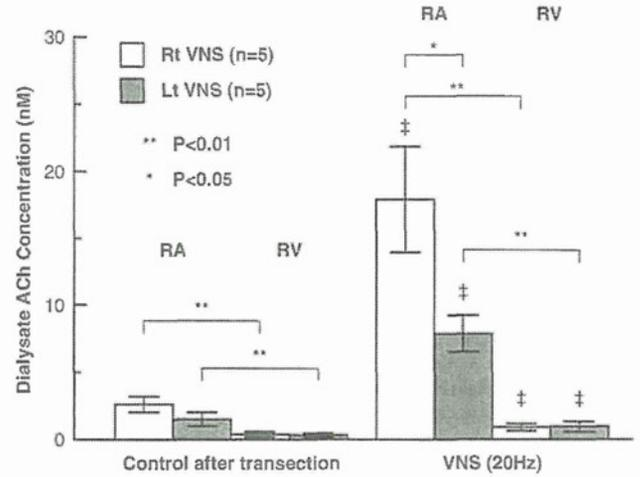 RA RV
30
Rt VNS (n=5)
Lt VNS (n=5)
** P<0.01
* P<0.05
*
**
‡
20
**
RA RV
‡
10
**
**
‡ ‡
0
Dialysate ACh Concentration (nM)
Control after transection
VNS (20Hz)